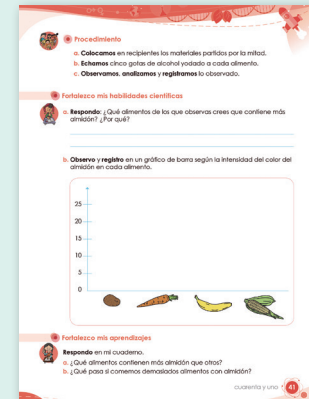 Procedimiento
a. Colocamos en recipientes los materiales partidos por la mitad.
b. Echamos cinco gotas de alcohol yodado a cada alimento.
c. Observamos, analizamos y registramos lo observado.
Fortalezco mis habilidades científicas
a. Respondo: ¿Qué alimentos de los que observas crees que contiene más
almidón? ¿Por qué?
b. Observo y registro en un gráfico de barra según la intensidad del color del
almidón en cada alimento.
25
20
15
10
5
0
Fortalezco mis aprendizajes
Respondo en mi cuaderno.
a. ¿Qué alimentos contienen más almidón que otros?
b. ¿Qué pasa si comemos demasiados alimentos con almidón?
cuarenta y uno 41